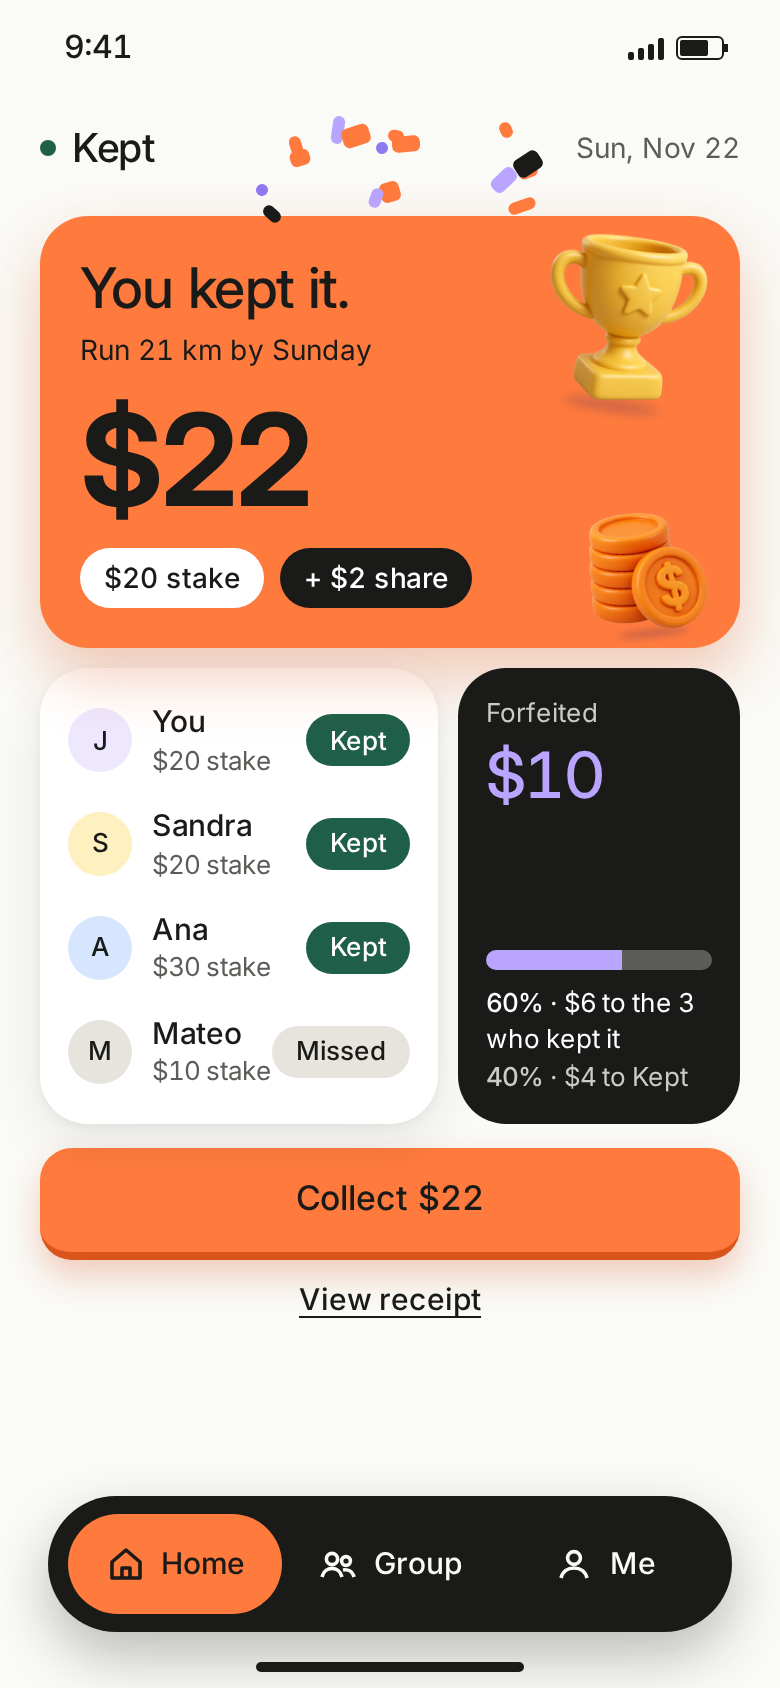 9:41
Kept
Sun, Nov 22
You kept it.
Run 21 km by Sunday
$22
$20 stake
+ $2 share
$
J
You
$20 stake
Kept
S
Sandra
$20 stake
Kept
A
Ana
$30 stake
Kept
M
Mateo
$10 stake
Missed
Forfeited
$10
60% · $6 to the 3
who kept it
40% · $4 to Kept
Collect $22
View receipt
Home
Group
Me